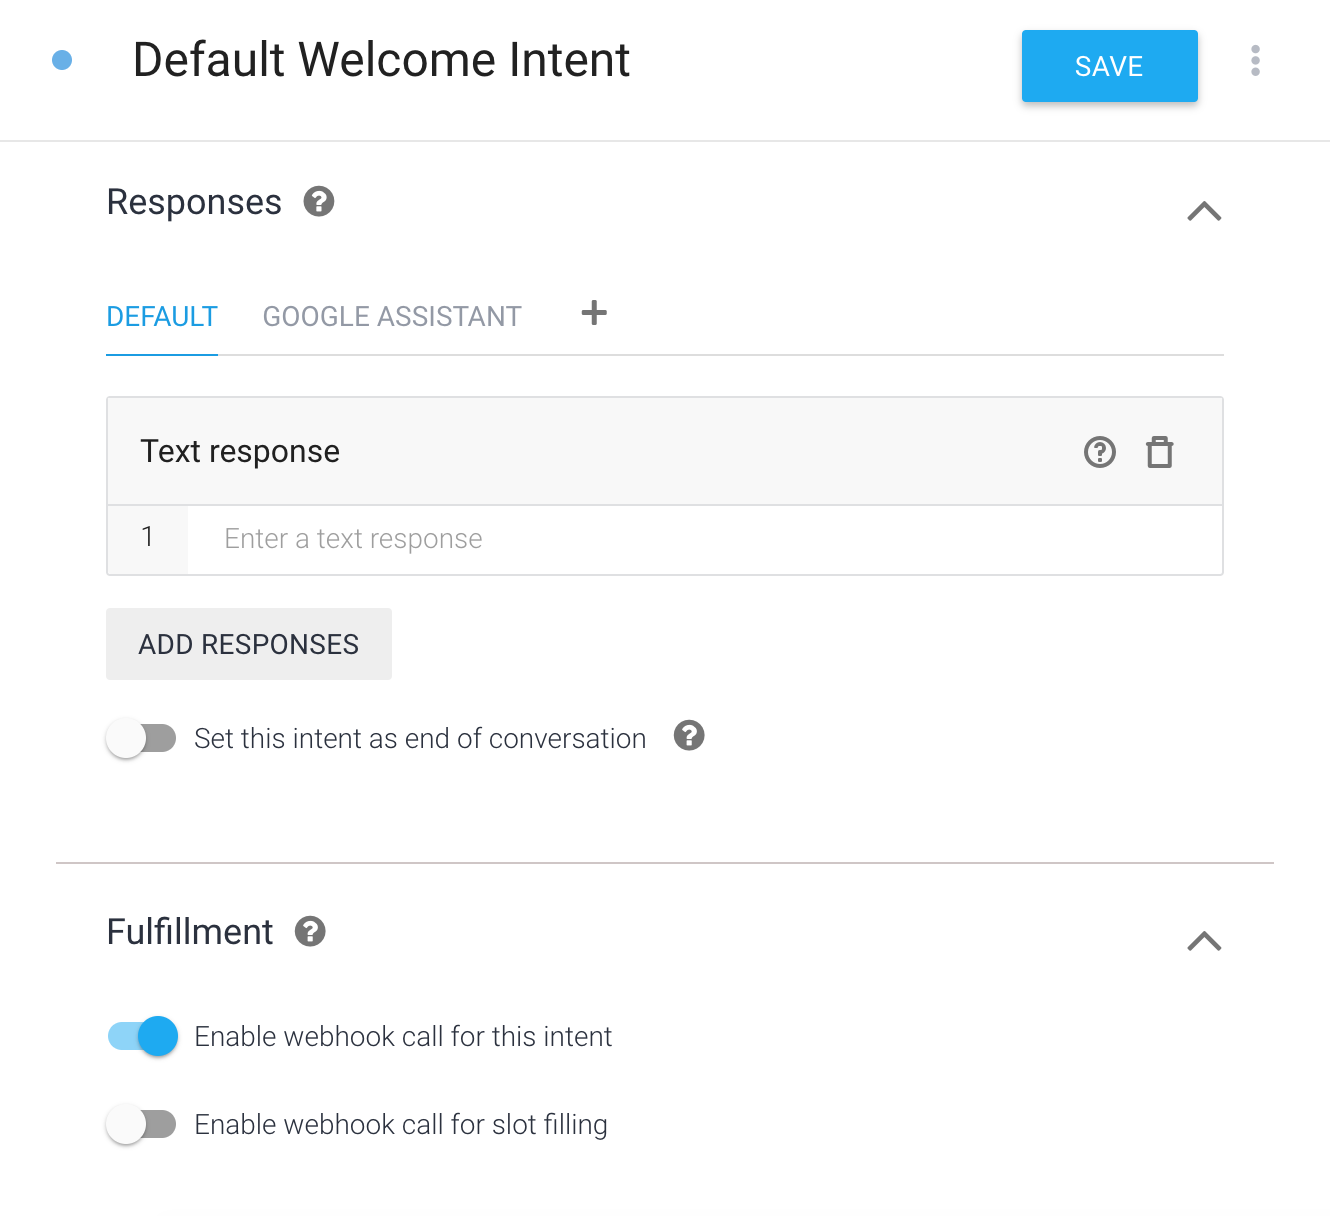 Default Welcome Intent
SAVE
Responses
DEFAULT GOOGLE ASSISTANT +
Text response
1 Enter a text response
ADD RESPONSES
Set this intent as end of conversation
Fulfillment
Enable webhook call for this intent
Enable webhook call for slot filling